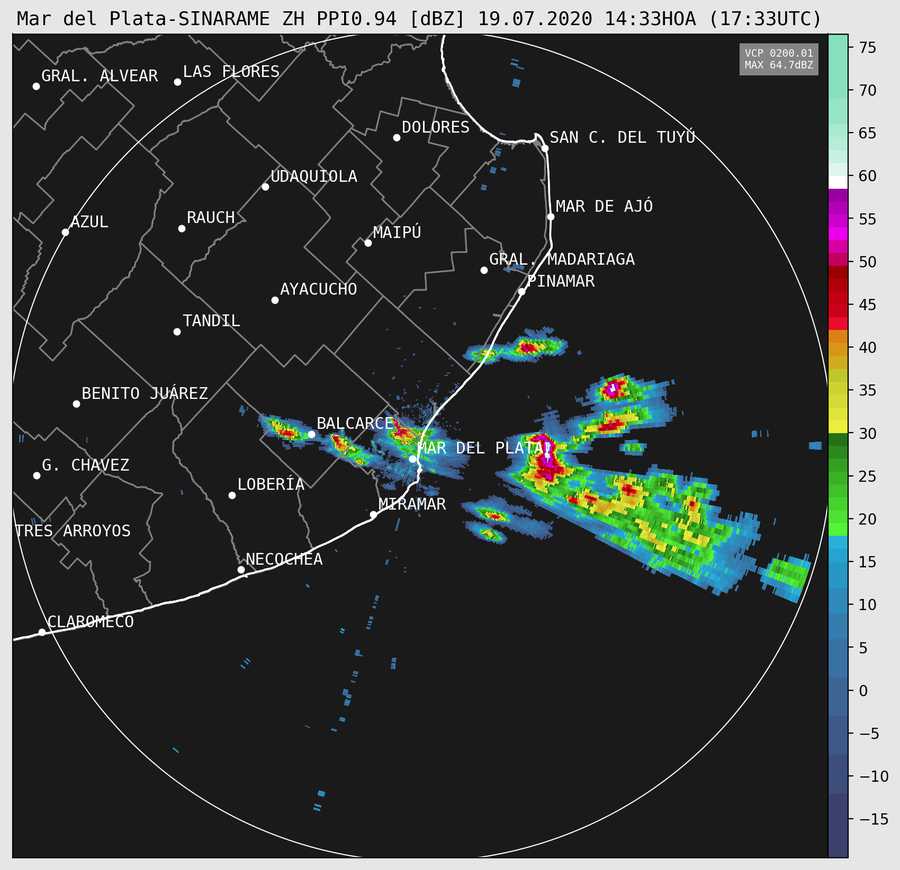 Mar del Plata-SINARAME ZH PPI0.94 [dBZ] 19.07.2020 14:33HOA (17:33UTC)
VCP 0200.01
MAX 64.7dBZ
GRAL. ALVEAR
LAS FLORES
DOLORES
SAN C. DEL TUYÚ
UDAQUIOLA
MAR DE AJÓ
AZUL
RAUCH
MAIPÚ
GRAL. MADARIAGA
PINAMAR
AYACUCHO
TANDIL
BENITO JUÁREZ
BALCARCE
MAR DEL PLATA
G. CHAVEZ
LOBERÍA
MIRAMAR
TRES ARROYOS
NECOCHEA
CLAROMECO
75
70
65
60
55
50
45
40
35
30
25
20
15
10
5
0
−5
−10
−15